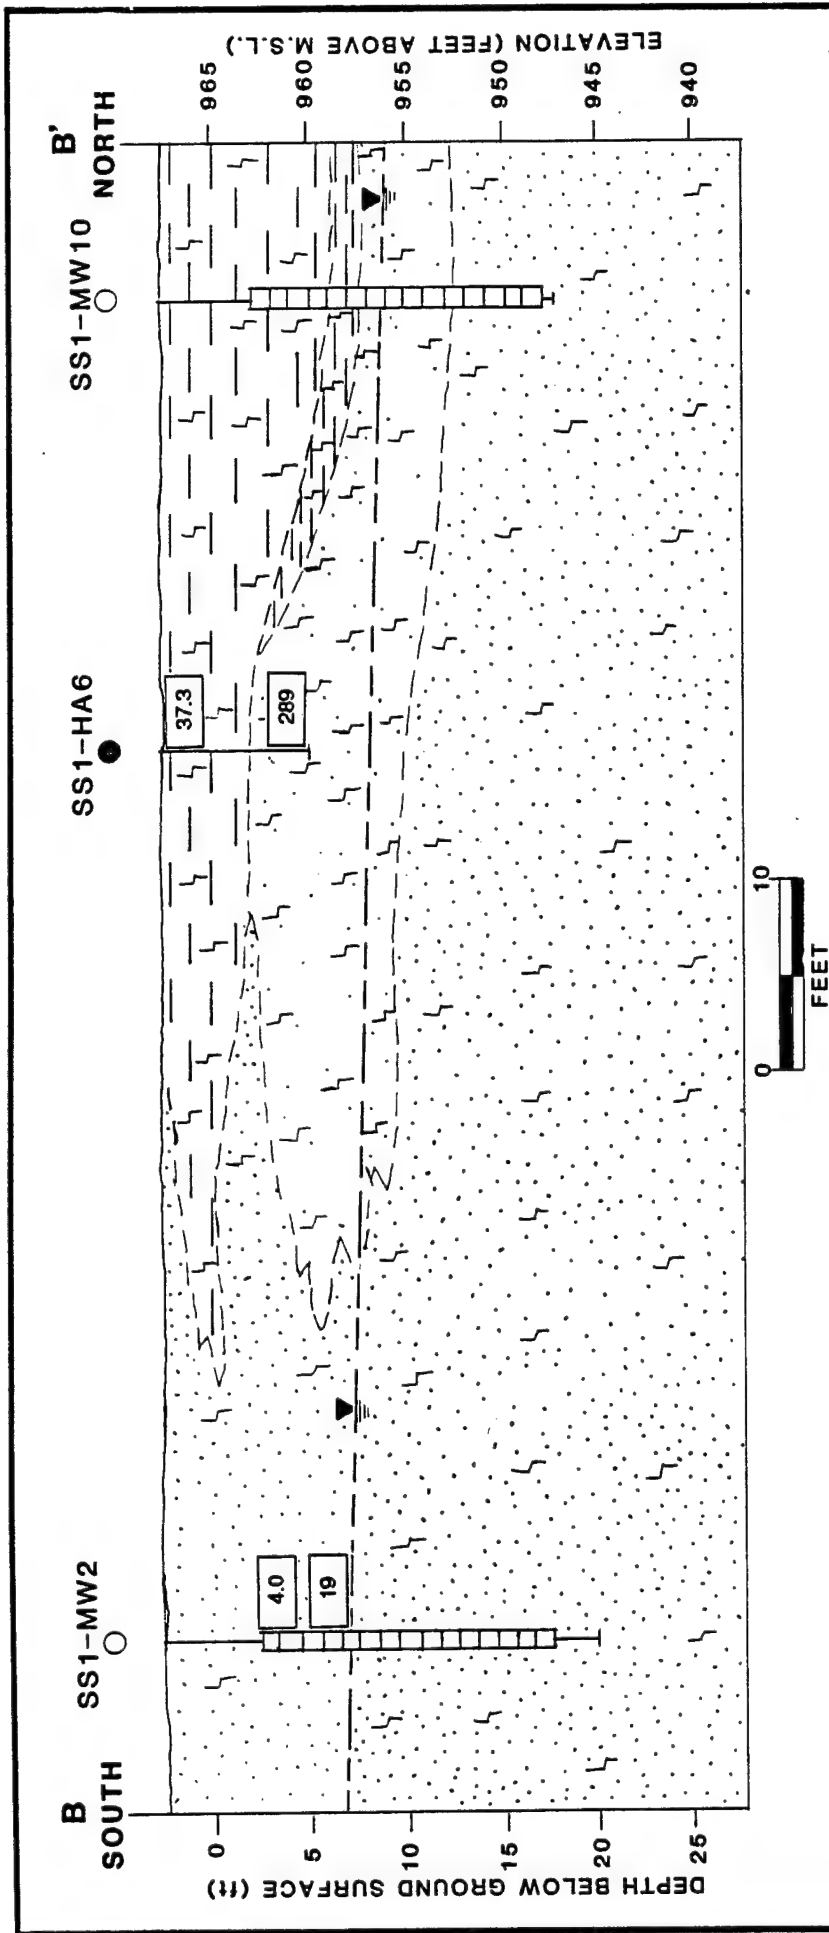 B
SOUTH
SS1-MW2
SS1-HA6
SS1-MW10
B'
NORTH
DEPTH BELOW GROUND SURFACE (ft)
0
5
10
15
20
25
4.0
19
37.3
289
965
960
955
950
945
940
ELEVATION (FEET ABOVE M.S.L.)
0
10
FEET